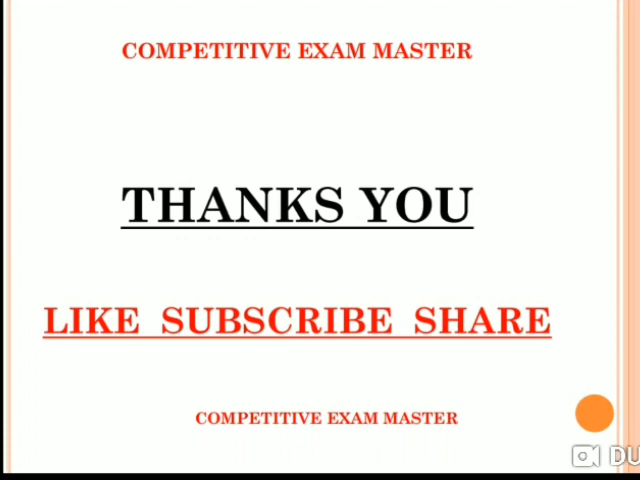 COMPETITIVE EXAM MASTER
THANKS YOU
LIKE SUBSCRIBE SHARE
COMPETITIVE EXAM MASTER